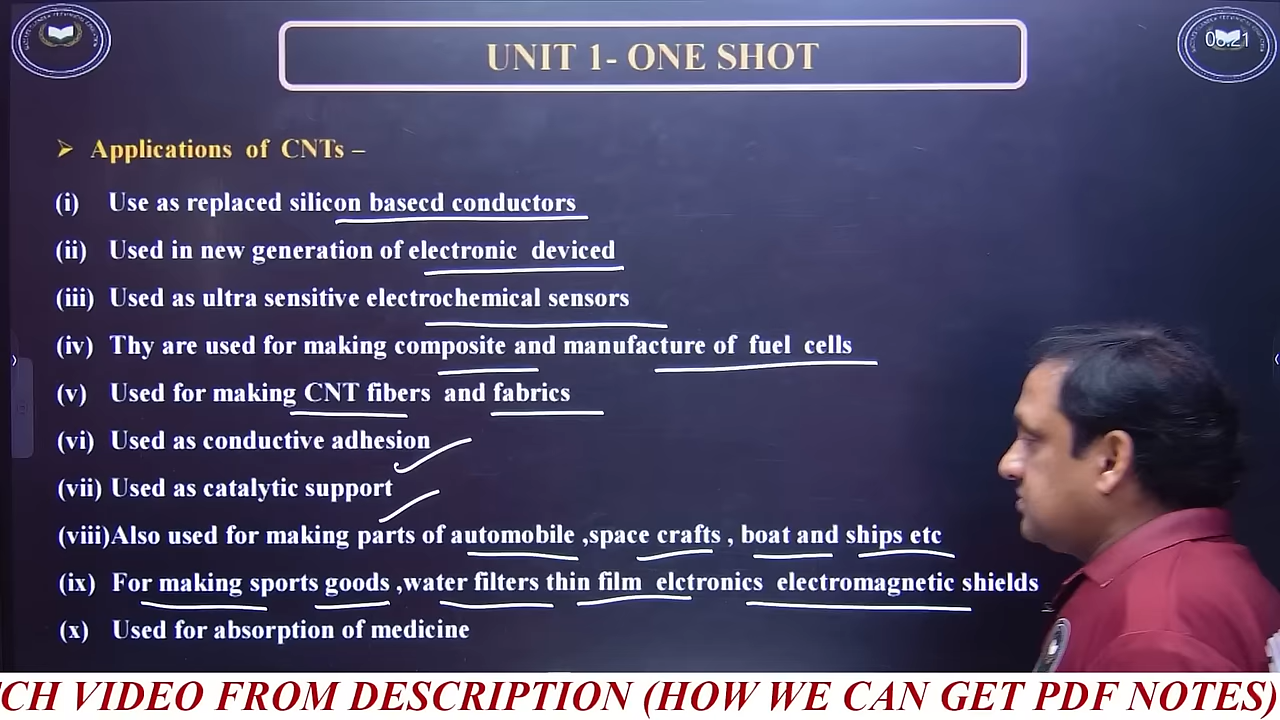 UNIT 1- ONE SHOT
06:21
➢ Applications of CNTs –
(i) Use as replaced silicon basecd conductors
(ii) Used in new generation of electronic deviced
(iii) Used as ultra sensitive electrochemical sensors
(iv) Thy are used for making composite and manufacture of fuel cells
(v) Used for making CNT fibers and fabrics
(vi) Used as conductive adhesion
(vii) Used as catalytic support
(viii)Also used for making parts of automobile ,space crafts , boat and ships etc
(ix) For making sports goods ,water filters thin film elctronics electromagnetic shields
(x) Used for absorption of medicine
CH VIDEO FROM DESCRIPTION (HOW WE CAN GET PDF NOTES)